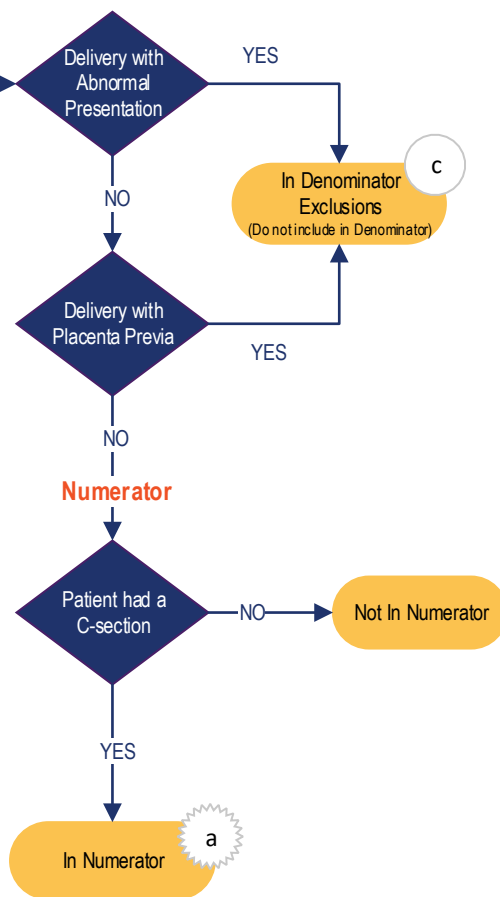 Delivery with
Abnormal
Presentation
YES
NO
c
In Denominator
Exclusions
(Do not include in Denominator)
Delivery with
Placenta Previa
YES
NO
Numerator
Patient had a
C-section
NO
Not In Numerator
YES
a
In Numerator